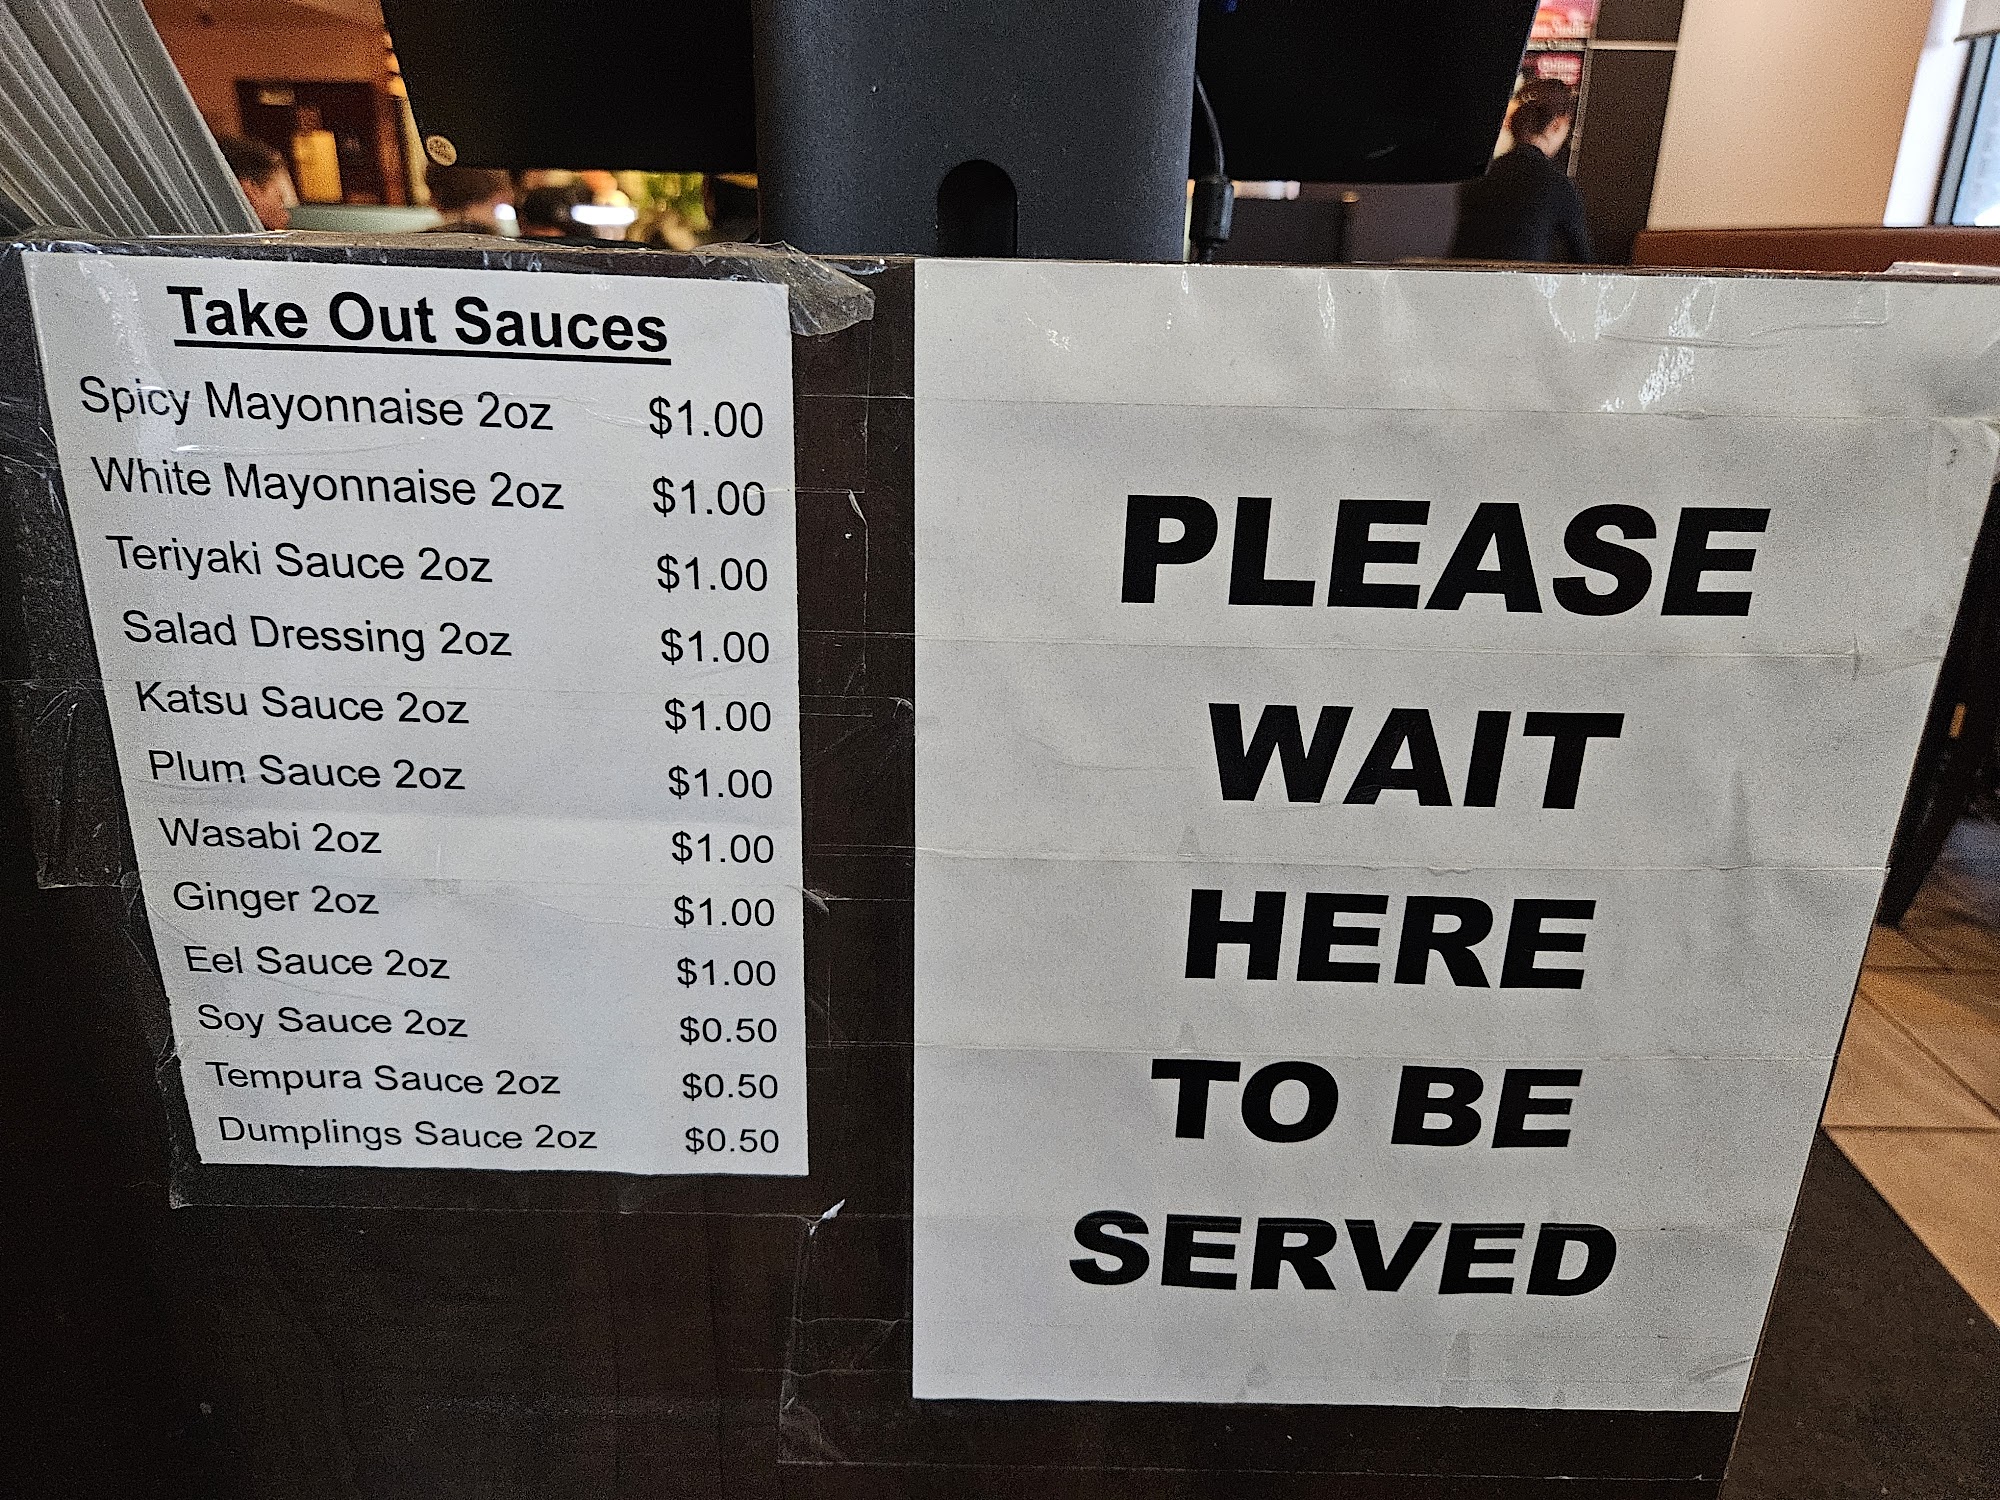 Take Out Sauces
Spicy Mayonnaise 2oz $1.00
White Mayonnaise 2oz $1.00
Teriyaki Sauce 2oz $1.00
Salad Dressing 2oz $1.00
Katsu Sauce 2oz $1.00
Plum Sauce 2oz $1.00
Wasabi 2oz $1.00
Ginger 2oz $1.00
Eel Sauce 2oz $1.00
Soy Sauce 2oz $0.50
Tempura Sauce 2oz $0.50
Dumplings Sauce 2oz $0.50
PLEASE
WAIT
HERE
TO BE
SERVED